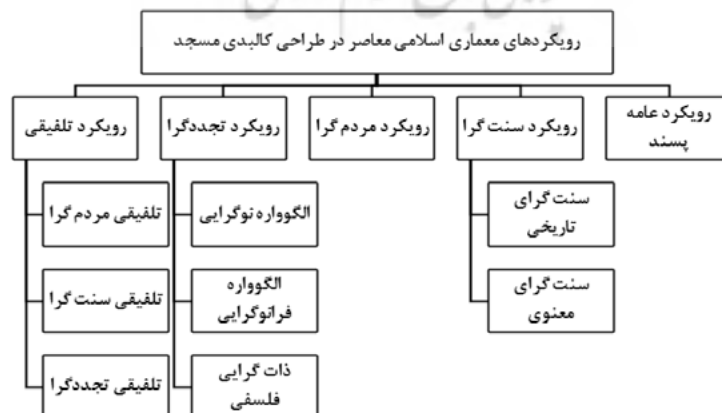 رویکردهای معماری اسلامی معاصر در طراحی کالبدی مسجد
رویکرد عامه
پسند
رویکرد سنت گرا
رویکرد مردم گرا
رویکرد تجددگرا
رویکرد تلفیقی
سنت گرای
تاریخی
سنت گرای
معنوی
الگوواره نوگرایی
الگوواره
فرانوگرایی
ذات گرایی
فلسفی
تلفیقی مردم گرا
تلفیقی سنت گرا
تلفیقی تجددگرا